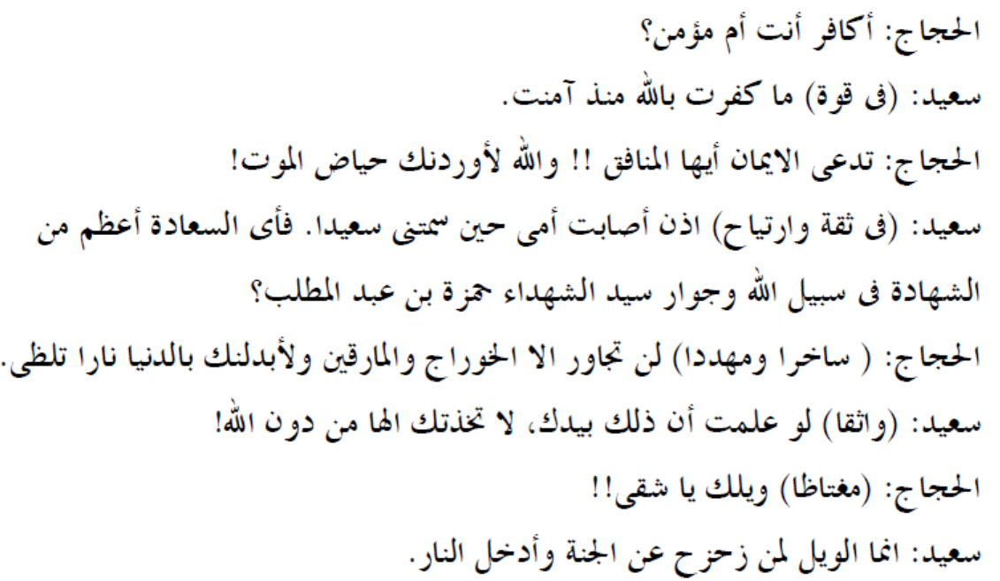 الحجاج: أكافر أنت أم مؤمن؟
سعيد: (فى قوة) ما كفرت بالله منذ آمنت.
الحجاج: تدعى الايمان أيها المنافق !! والله لأوردنك حياض الموت!
سعيد: (فى ثقة وارتياح) اذن أصابت أمى حين سمتنى سعيدا. فأى السعادة أعظم من
الشهادة فى سبيل الله وجوار سيد الشهداء حمزة بن عبد المطلب؟
الحجاج: ( ساخرا ومهددا) لن تجاور الا الخوراج والمارقين ولأبدلنك بالدنيا نارا تلظى.
سعيد: (واثقا) لو علمت أن ذلك بيدك، لا تخذتك الها من دون الله!
الحجاج: (مغتاظا) ويلك يا شقى!!
سعيد: انما الويل لمن زحزح عن الجنة وأدخل النار.